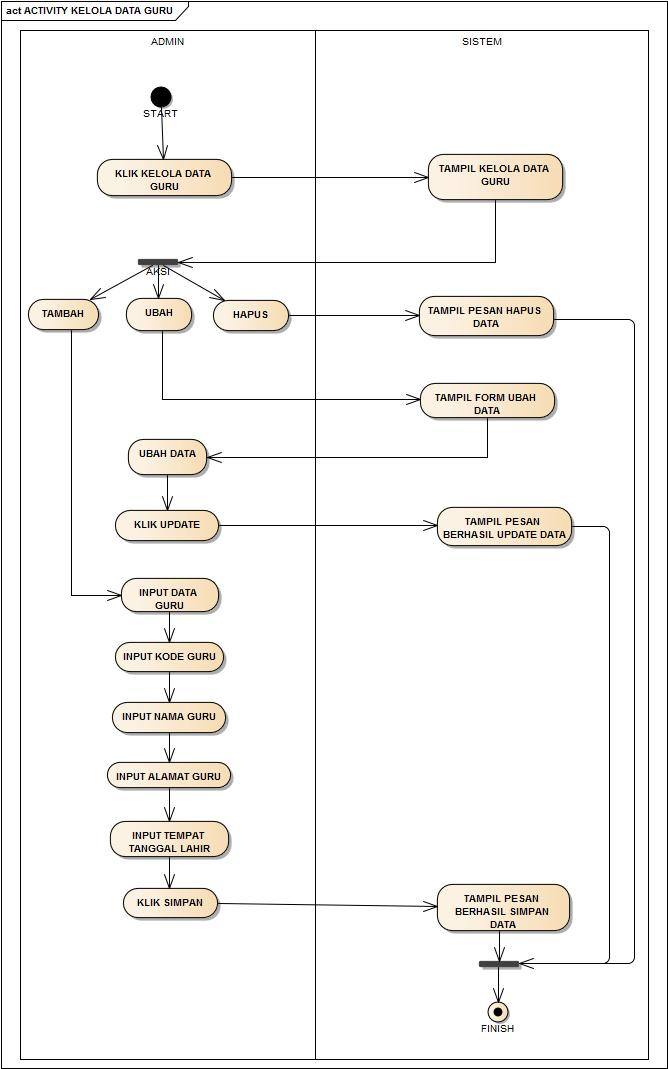 act ACTIVITY KELOLA DATA GURU
ADMIN
SISTEM
START
KLIK KELOLA DATA
GURU
TAMPIL KELOLA DATA
GURU
AKSI
TAMBAH
UBAH
HAPUS
TAMPIL PESAN HAPUS
DATA
TAMPIL FORM UBAH
DATA
UBAH DATA
KLIK UPDATE
TAMPIL PESAN
BERHASIL UPDATE DATA
INPUT DATA
GURU
INPUT KODE GURU
INPUT NAMA GURU
INPUT ALAMAT GURU
INPUT TEMPAT
TANGGAL LAHIR
KLIK SIMPAN
TAMPIL PESAN
BERHASIL SIMPAN
DATA
FINISH